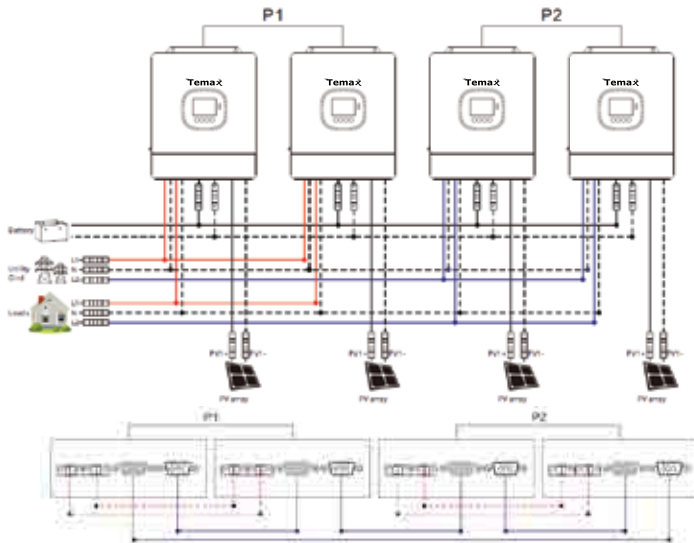 P1 P2
Temax Temax Temax Temax
Battery
Utility
Grid
L1
N
L2
Loads
L1
N
L2
PV1+ PV1- PV1+ PV1- PV1+ PV1- PV1+ PV1-
PV array PV array PV array PV array
P1 P2